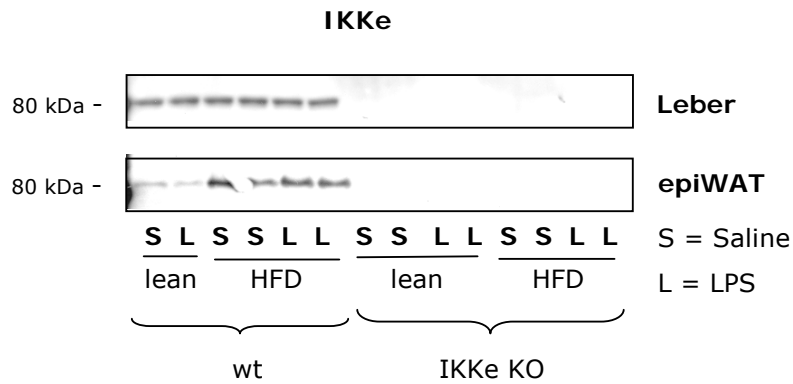 IKKe
80 kDa - Leber
80 kDa - epiWAT
S L S S L L S S L L S S L L S = Saline
lean HFD lean HFD L = LPS
wt IKKe KO